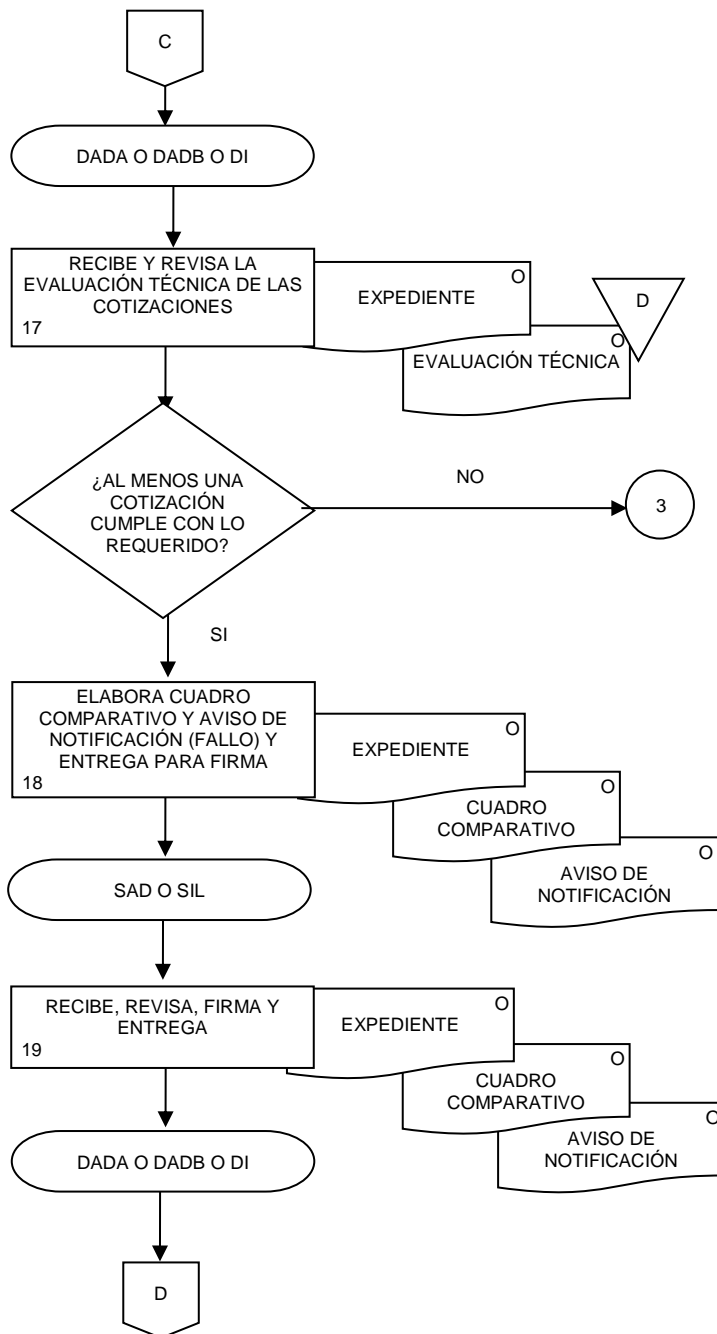 C
DADA O DADB O DI
RECIBE Y REVISA LA
EVALUACIÓN TÉCNICA DE LAS
COTIZACIONES
17
EXPEDIENTE
O
EVALUACIÓN TÉCNICA
O
D
¿AL MENOS UNA
COTIZACIÓN
CUMPLE CON LO
REQUERIDO?
NO
3
SI
ELABORA CUADRO
COMPARATIVO Y AVISO DE
NOTIFICACIÓN (FALLO) Y
ENTREGA PARA FIRMA
18
EXPEDIENTE
O
CUADRO
COMPARATIVO
O
AVISO DE
NOTIFICACIÓN
O
SAD O SIL
RECIBE, REVISA, FIRMA Y
ENTREGA
19
EXPEDIENTE
O
CUADRO
COMPARATIVO
O
AVISO DE
NOTIFICACIÓN
O
DADA O DADB O DI
D